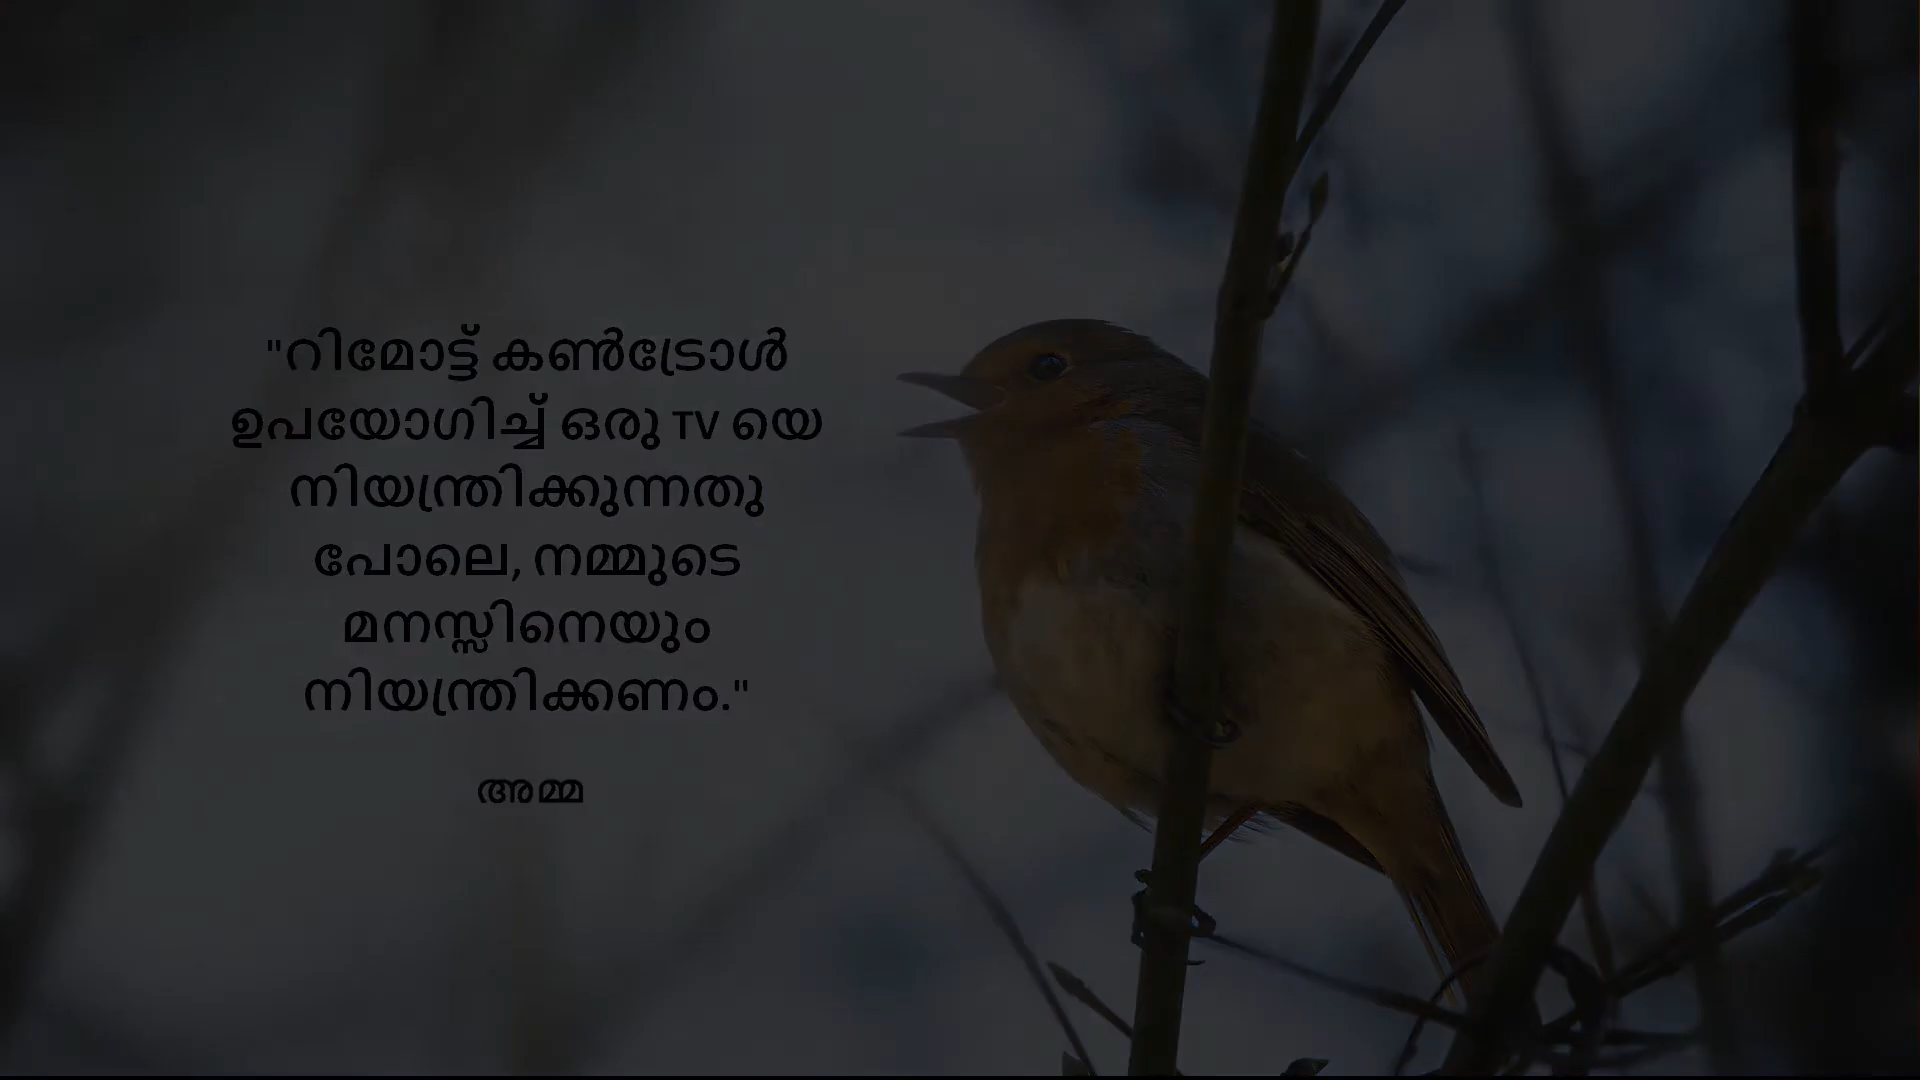 "റിമോട്ട് കൺട്രോൾ
ഉപയോഗിച്ച് ഒരു TV യെ
നിയന്ത്രിക്കുന്നതു
പോലെ, നമ്മുടെ
മനസ്സിനെയും
നിയന്ത്രിക്കണം."
അമ്മ